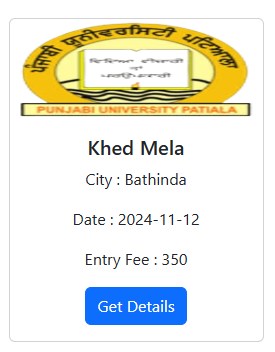 ਪੰਜਾਬੀ ਯੂਨੀਵਰਸਿਟੀ ਪਟਿਆਲਾ
ਵਿਦਿਆ ਵੀਚਾਰੀ
ਤਾਂ
ਪਰਉਪਕਾਰੀ
PUNJABI UNIVERSITY PATIALA
Khed Mela
City : Bathinda
Date : 2024-11-12
Entry Fee : 350
Get Details